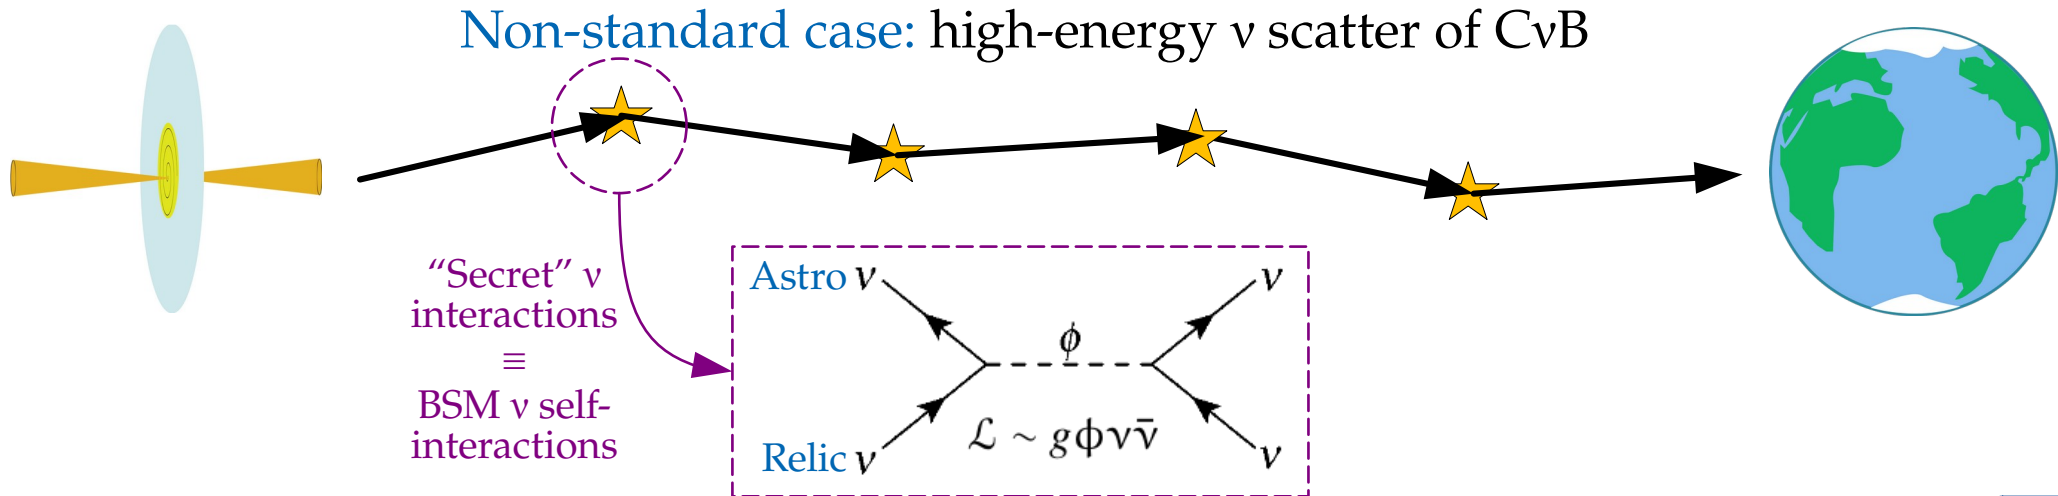 Non-standard case: high-energy ν scatter of CνB
“Secret” ν
interactions
≡
BSM ν self-
interactions
Astro ν
ν
ϕ
ℒ ~ gϕνν̄
Relic ν
ν